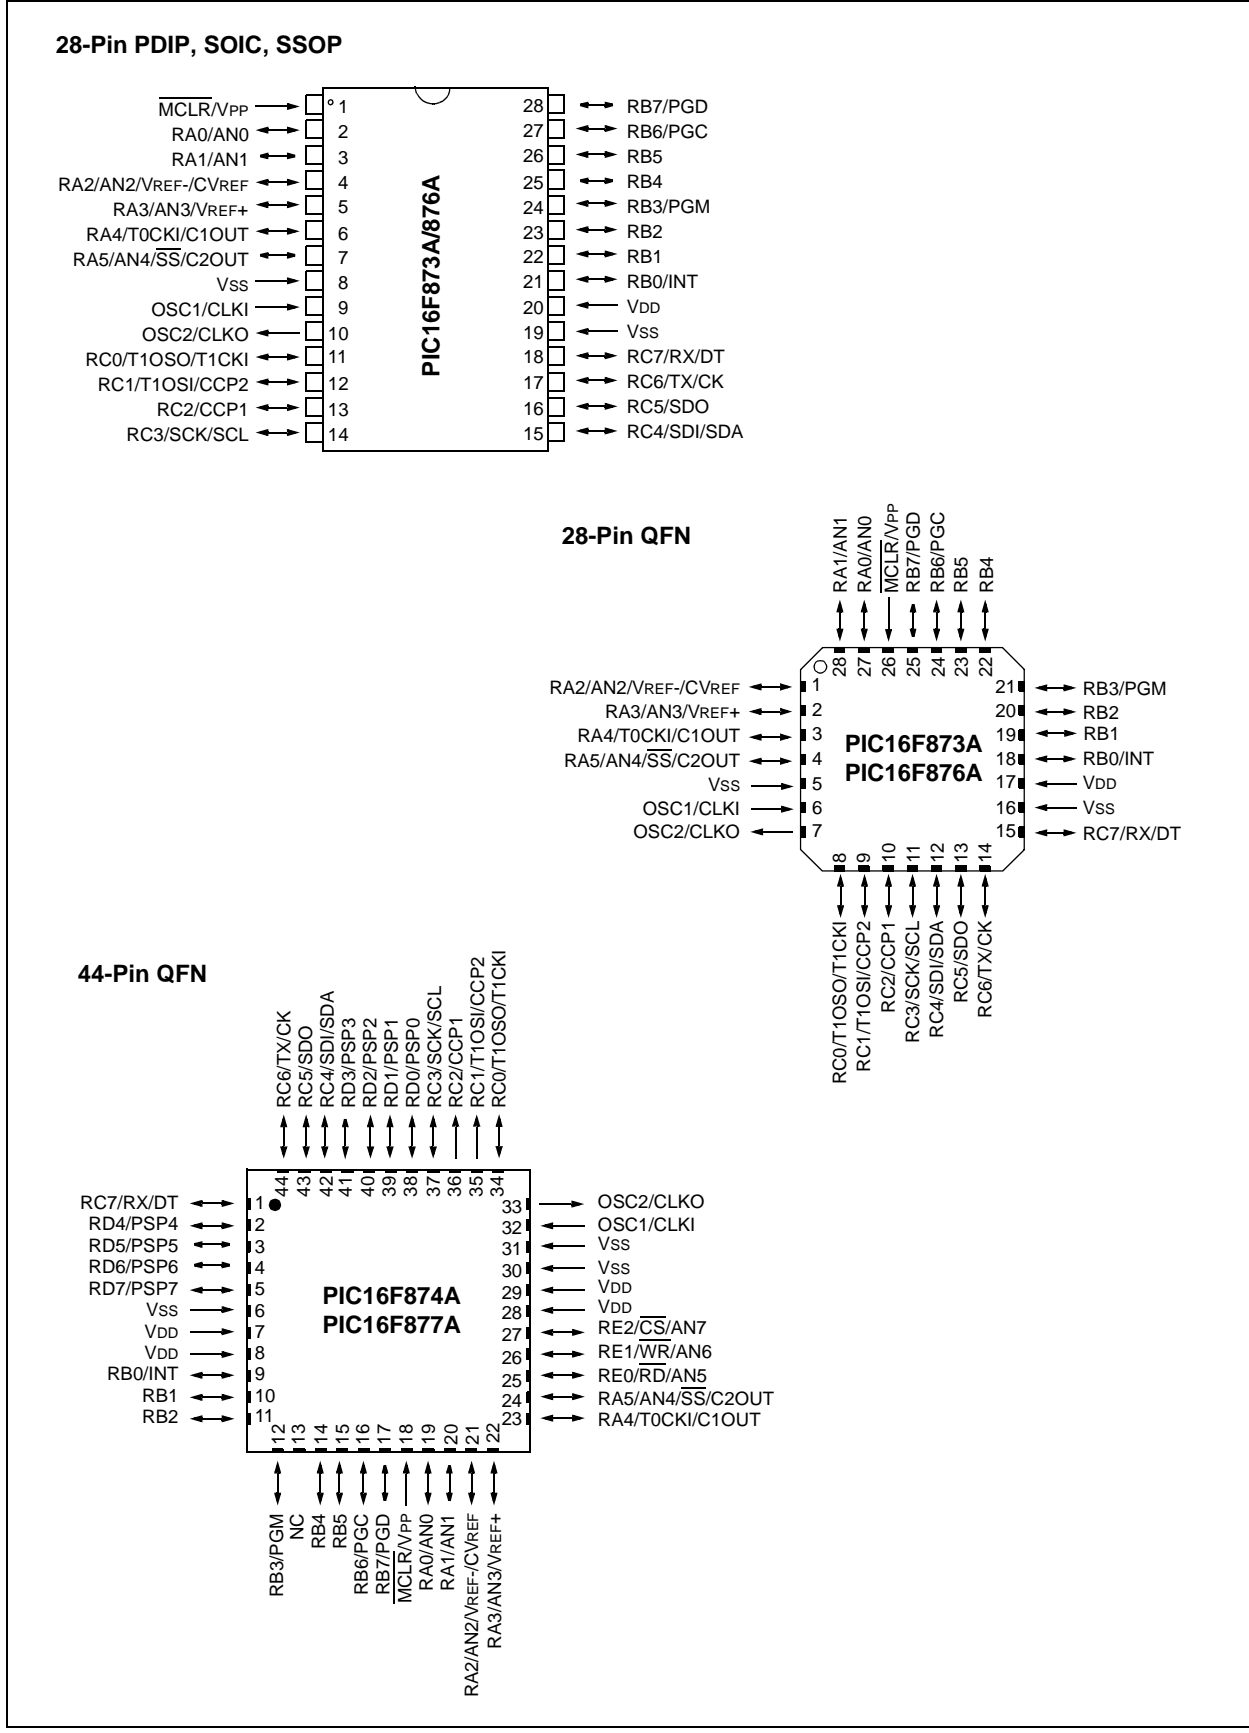 28-Pin PDIP, SOIC, SSOP
MCLR/VPP
RA0/AN0
RA1/AN1
RA2/AN2/VREF-/CVREF
RA3/AN3/VREF+
RA4/T0CKI/C1OUT
RA5/AN4/SS/C2OUT
VSS
OSC1/CLKI
OSC2/CLKO
RC0/T1OSO/T1CKI
RC1/T1OSI/CCP2
RC2/CCP1
RC3/SCK/SCL
1
2
3
4
5
6
7
8
9
10
11
12
13
14
PIC16F873A/876A
28
27
26
25
24
23
22
21
20
19
18
17
16
15
RB7/PGD
RB6/PGC
RB5
RB4
RB3/PGM
RB2
RB1
RB0/INT
VDD
VSS
RC7/RX/DT
RC6/TX/CK
RC5/SDO
RC4/SDI/SDA
28-Pin QFN
RA1/AN1
RA0/AN0
MCLR/VPP
RB7/PGD
RB6/PGC
RB5
RB4
28
27
26
25
24
23
22
RA2/AN2/VREF-/CVREF
RA3/AN3/VREF+
RA4/T0CKI/C1OUT
RA5/AN4/SS/C2OUT
VSS
OSC1/CLKI
OSC2/CLKO
1
2
3
4
5
6
7
PIC16F873A
PIC16F876A
21
20
19
18
17
16
15
RB3/PGM
RB2
RB1
RB0/INT
VDD
VSS
RC7/RX/DT
8
9
10
11
12
13
14
RC0/T1OSO/T1CKI
RC1/T1OSI/CCP2
RC2/CCP1
RC3/SCK/SCL
RC4/SDI/SDA
RC5/SDO
RC6/TX/CK
44-Pin QFN
RC6/TX/CK
RC5/SDO
RC4/SDI/SDA
RD3/PSP3
RD2/PSP2
RD1/PSP1
RD0/PSP0
RC3/SCK/SCL
RC2/CCP1
RC1/T1OSI/CCP2
RC0/T1OSO/T1CKI
44
43
42
41
40
39
38
37
36
35
34
RC7/RX/DT
RD4/PSP4
RD5/PSP5
RD6/PSP6
RD7/PSP7
VSS
VDD
VDD
RB0/INT
RB1
RB2
1
2
3
4
5
6
7
8
9
10
11
PIC16F874A
PIC16F877A
33
32
31
30
29
28
27
26
25
24
23
OSC2/CLKO
OSC1/CLKI
VSS
VSS
VDD
VDD
RE2/CS/AN7
RE1/WR/AN6
RE0/RD/AN5
RA5/AN4/SS/C2OUT
RA4/T0CKI/C1OUT
12
13
14
15
16
17
18
19
20
21
22
RB3/PGM
NC
RB4
RB5
RB6/PGC
RB7/PGD
MCLR/VPP
RA0/AN0
RA1/AN1
RA2/AN2/VREF-/CVREF
RA3/AN3/VREF+